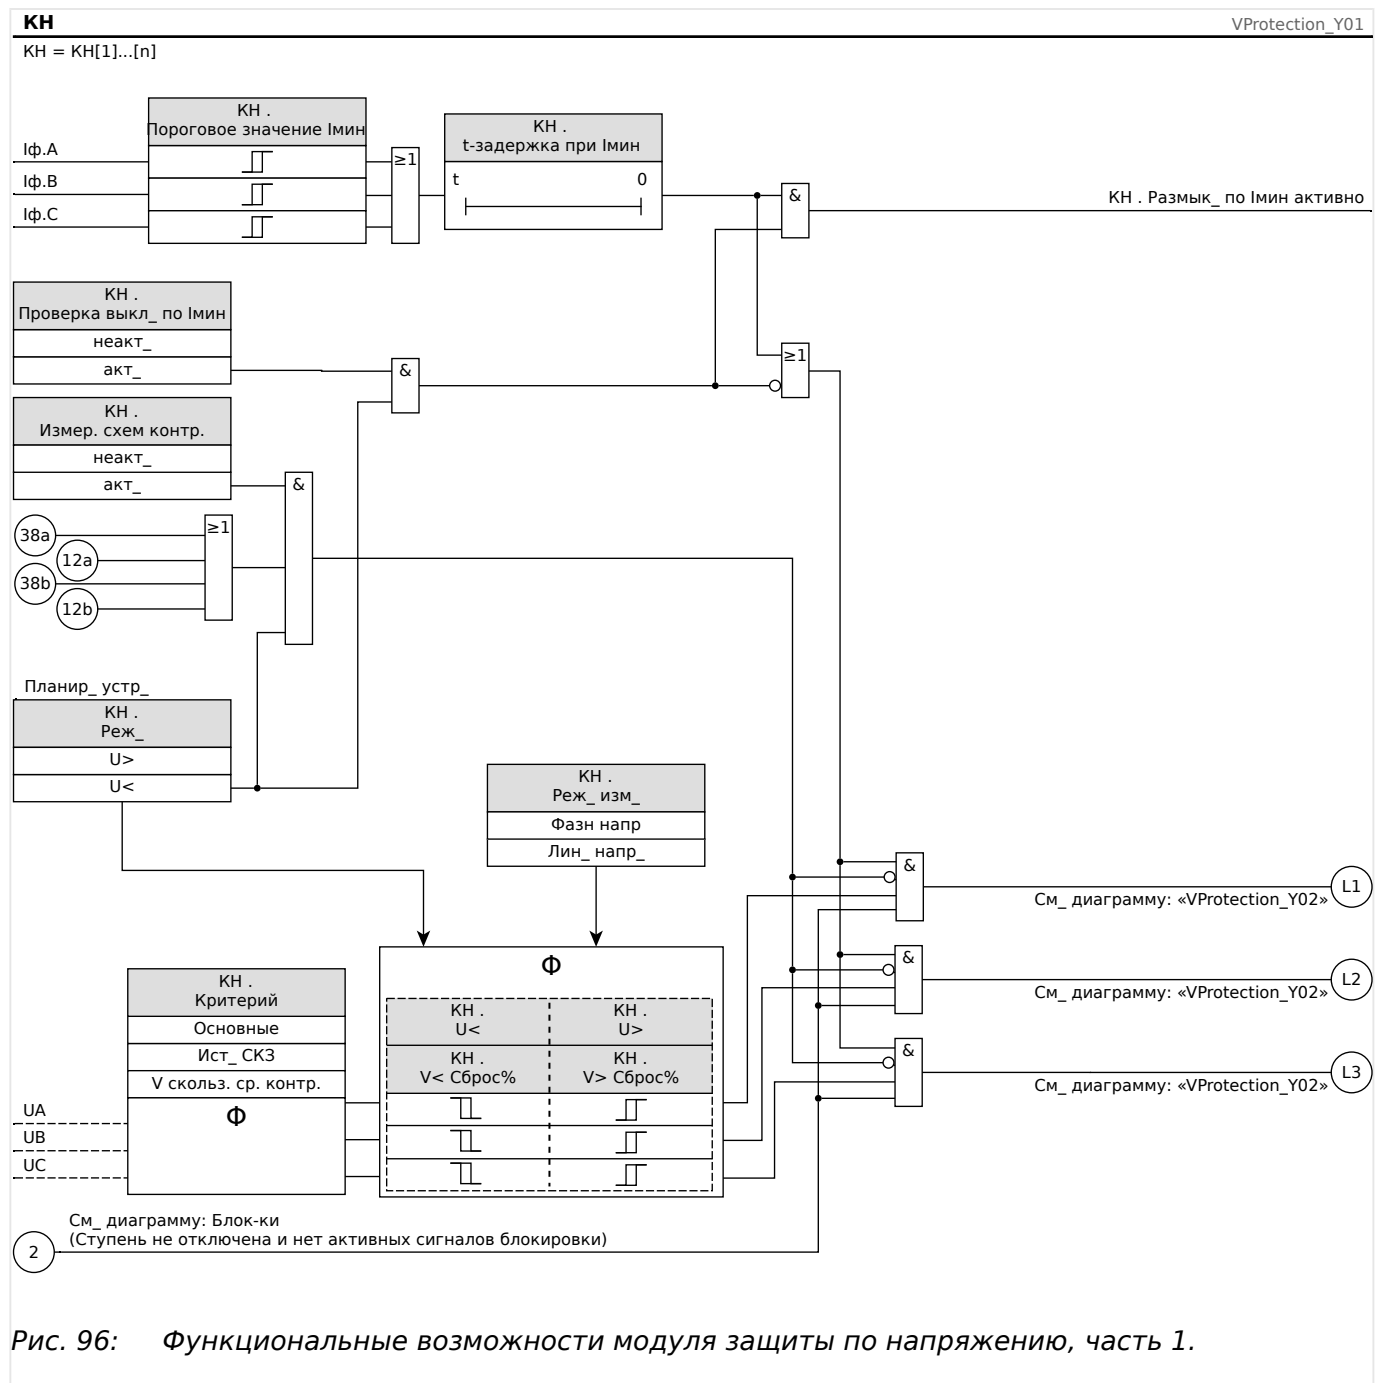 КН
VProtection_Y01
КН = КН[1]...[n]
КН .
Пороговое значение Iмин
Iф.A
Iф.B
Iф.C
≥1
КН .
t-задержка при Iмин
t
0
&
КН . Размык_ по Iмин активно
КН .
Проверка выкл_ по Iмин
неакт_
акт_
&
≥1
КН .
Измер. схем контр.
неакт_
акт_
&
38a
12a
38b
12b
≥1
Планир_ устр_
КН .
Реж_
U>
U<
КН .
Реж_ изм_
Фазн напр
Лин_ напр_
&
L1
См_ диаграмму: «VProtection_Y02»
&
L2
См_ диаграмму: «VProtection_Y02»
&
L3
См_ диаграмму: «VProtection_Y02»
Ф
КН .
U<
КН .
U>
КН .
V< Сброс%
КН .
V> Сброс%
КН .
Критерий
Основные
Ист_ СКЗ
V скольз. ср. контр.
Ф
UA
UB
UC
См_ диаграмму: Блок-ки
(Ступень не отключена и нет активных сигналов блокировки)
2
Рис. 96: Функциональные возможности модуля защиты по напряжению, часть 1.